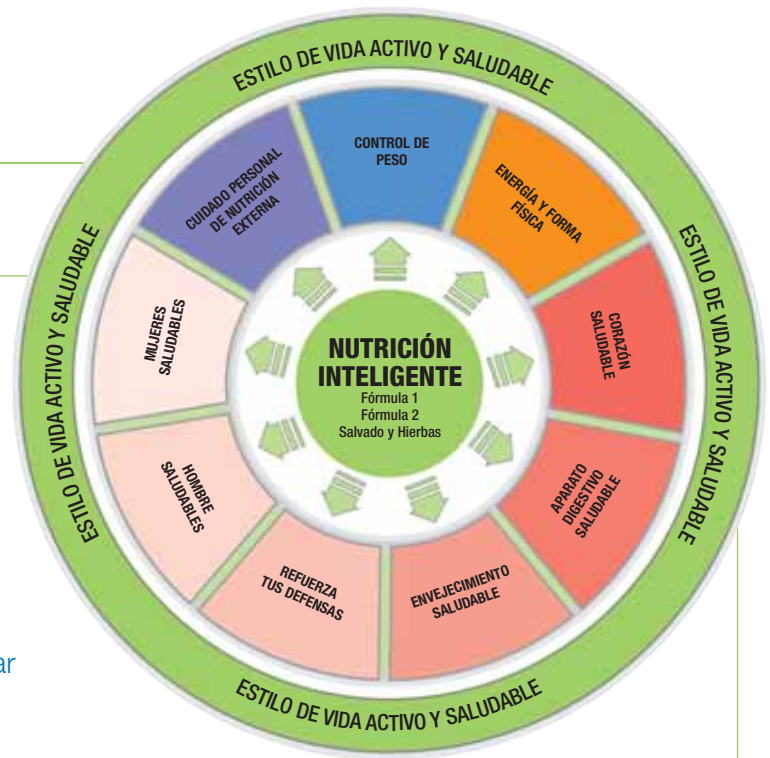 ESTILO DE VIDA ACTIVO Y SALUDABLE
CONTROL DE
PESO
ENERGÍA Y FORMA
FÍSICA
CORAZÓN
SALUDABLE
APARATO
DIGESTIVO
SALUDABLE
ENVEJECIMIENTO
SALUDABLE
REFUERZA
TUS DEFENSAS
HOMBRE
SALUDABLES
MUJERES
SALUDABLES
CUIDADO PERSONAL
DE NUTRICIÓN
EXTERNA
NUTRICIÓN
INTELIGENTE
Fórmula 1
Fórmula 2
Salvado y Hierbas
ESTILO DE VIDA ACTIVO Y SALUDABLE
ESTILO DE VIDA ACTIVO Y SALUDABLE
ESTILO DE VIDA ACTIVO Y SALUDABLE
ar